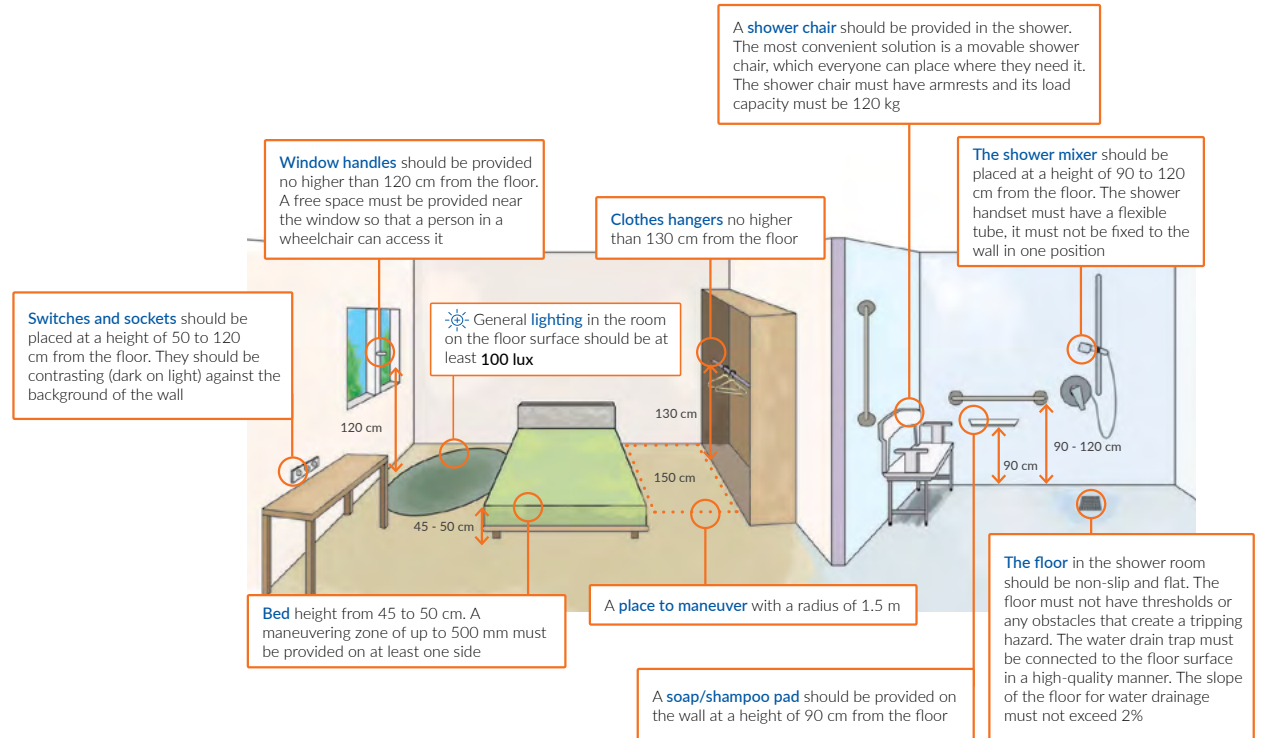 A shower chair should be provided in the shower.
The most convenient solution is a movable shower
chair, which everyone can place where they need it.
The shower chair must have armrests and its load
capacity must be 120 kg
Window handles should be provided
no higher than 120 cm from the floor.
A free space must be provided near
the window so that a person in a
wheelchair can access it
The shower mixer should be
placed at a height of 90 to 120
cm from the floor. The shower
handset must have a flexible
tube, it must not be fixed to the
wall in one position
Clothes hangers no higher
than 130 cm from the floor
Switches and sockets should be
placed at a height of 50 to 120
cm from the floor. They should be
contrasting (dark on light) against the
background of the wall
General lighting in the room
on the floor surface should be at
least 100 lux
130 cm
120 cm
90 - 120 cm
90 cm
150 cm
45 - 50 cm
The floor in the shower room
should be non-slip and flat. The
floor must not have thresholds or
any obstacles that create a tripping
hazard. The water drain trap must
be connected to the floor surface
in a high-quality manner. The slope
of the floor for water drainage
must not exceed 2%
Bed height from 45 to 50 cm. A
maneuvering zone of up to 500 mm must
be provided on at least one side
A place to maneuver with a radius of 1.5 m
A soap/shampoo pad should be provided on
the wall at a height of 90 cm from the floor